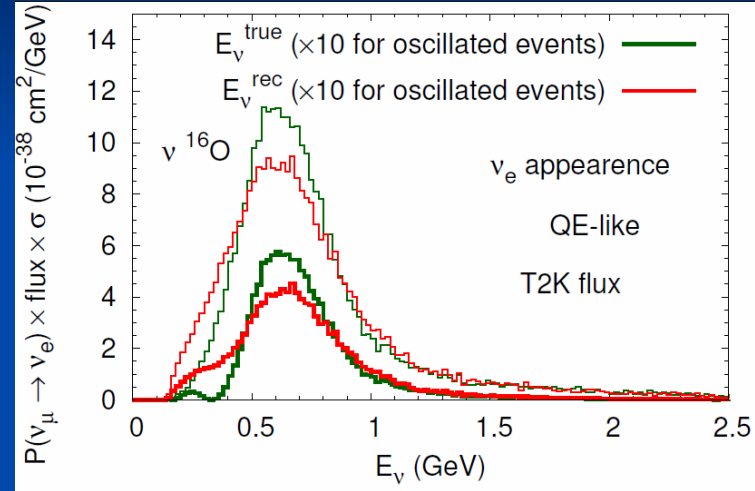 E_ν^true (×10 for oscillated events)
E_ν^rec (×10 for oscillated events)
ν ^16O
ν_e appearence
QE-like
T2K flux
P(ν_μ → ν_e) × flux × σ (10^-38 cm^2/GeV)
14
12
10
8
6
4
2
0
0 0.5 1 1.5 2 2.5
E_ν (GeV)